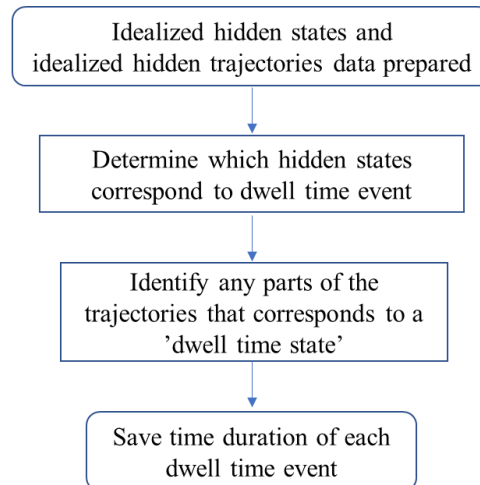 Idealized hidden states and
idealized hidden trajectories data prepared
Determine which hidden states
correspond to dwell time event
Identify any parts of the
trajectories that corresponds to a
’dwell time state’
Save time duration of each
dwell time event